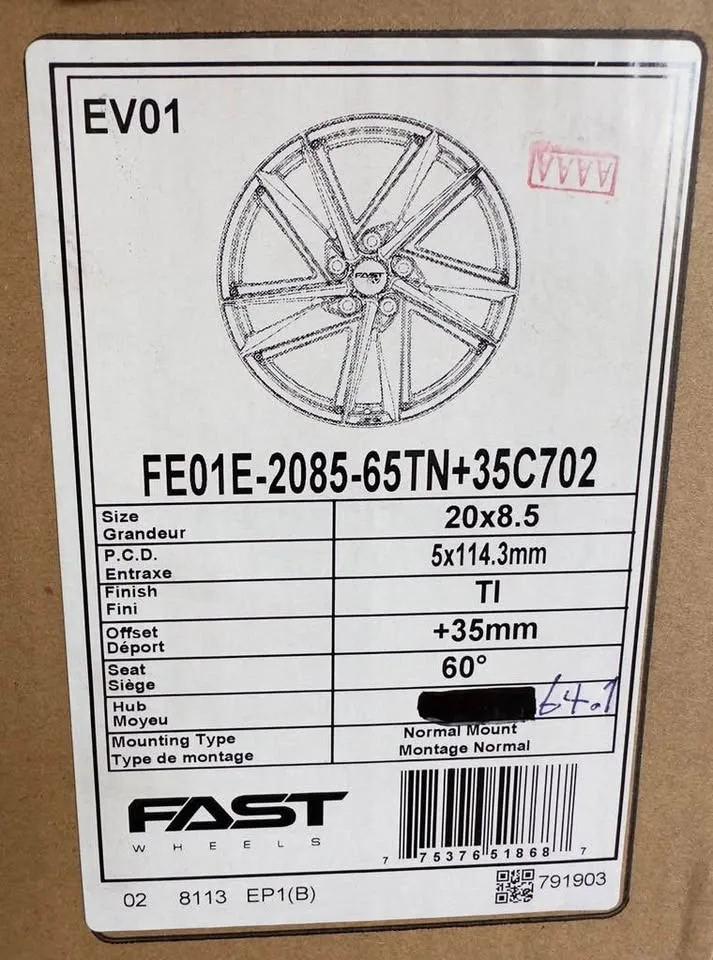 EV01
VVVV
FAST
FE01E-2085-65TN+35C702
Size
Grandeur
20x8.5
P.C.D.
Entraxe
5x114.3mm
Finish
Fini
TI
Offset
Déport
+35mm
Seat
Siège
60°
Hub
Moyeu
64.1
Mounting Type
Type de montage
Normal Mount
Montage Normal
FAST
WHEELS
7 75376 51868 7
02 8113 EP1(B)
791903